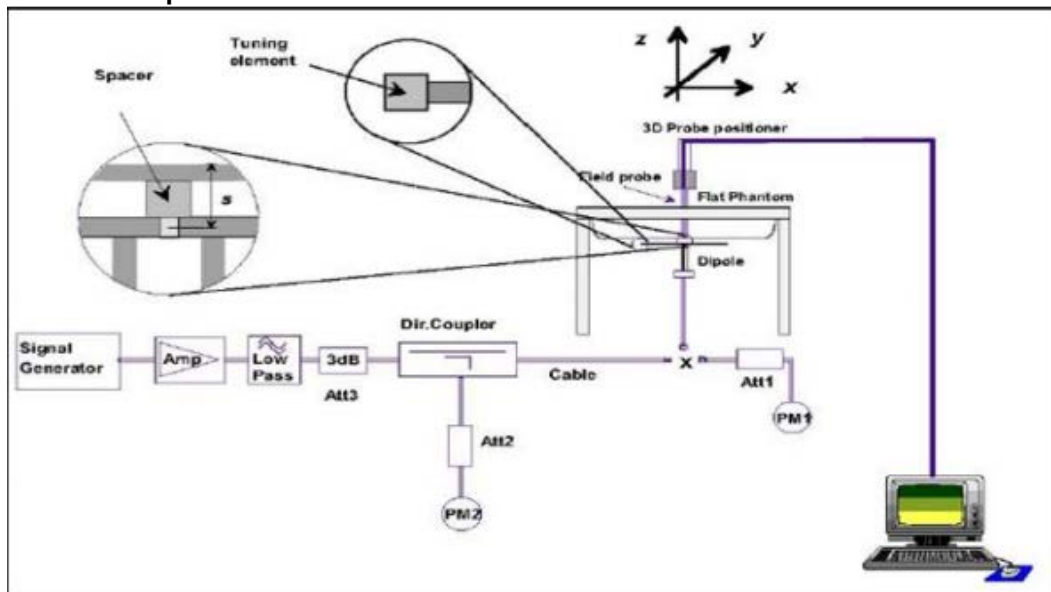 Tuning
element
Spacer
s
z
y
x
3D Probe positioner
Field probe
Flat Phantom
Dipole
Dir.Coupler
Signal
Generator
Amp
Low
Pass
3dB
Att3
Cable
x
Att1
PM1
Att2
PM2